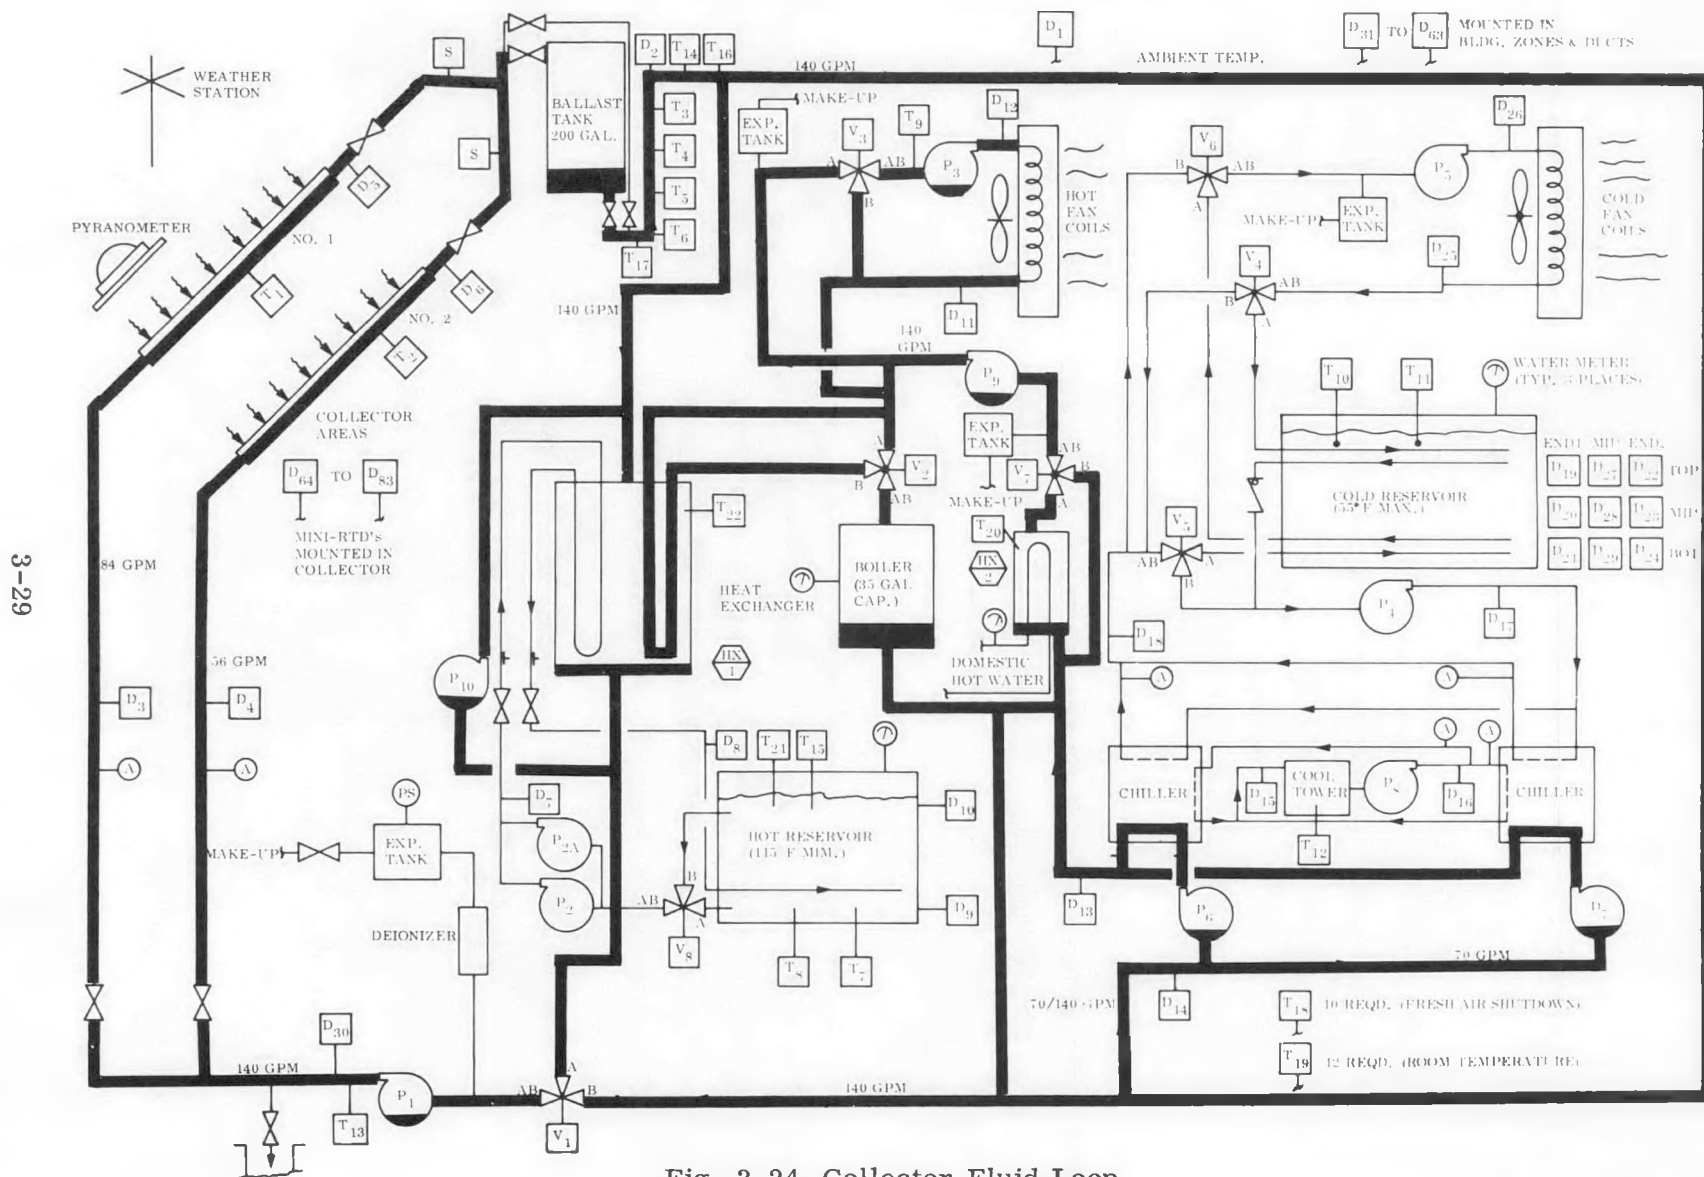 WEATHER
STATION
S
S
BALLAST
TANK
200 GAL.
D2
T14
T16
140 GPM
D1
AMBIENT TEMP.
D31 TO D63
MOUNTED IN
BLDG. ZONES & DUCTS
T3
T4
T5
T6
T17
MAKE-UP
EXP.
TANK
V3
A
AB
B
T9
P3
D12
HOT
FAN
COILS
D11
V6
B
AB
A
P5
D26
MAKE-UP
EXP.
TANK
COLD
FAN
COILS
V4
AB
B
A
D25
PYRANOMETER
NO. 1
T1
D5
NO. 2
T2
D6
140 GPM
140
GPM
P9
COLLECTOR
AREAS
D64 TO D83
MINI-RTD's
MOUNTED IN
COLLECTOR
T10
T11
WATER METER
(TYP. 3 PLACES)
COLD RESERVOIR
(55° F MAX.)
TOP
D19
D27
D22
D20
D28
D23
D21
D29
D24
BOT
EXP.
TANK
MAKE-UP
V7
AB
B
A
T20
HX
2
A
V2
B
AB
T22
BOILER
(35 GAL
CAP.)
HEAT
EXCHANGER
HX
1
DOMESTIC
HOT WATER
V5
AB
A
B
P4
D17
D18
3-29
84 GPM
56 GPM
D3
D4
A
A
P10
D8
T21
T15
D7
P2A
P2
HOT RESERVOIR
(115° F MIM.)
D10
D9
AB
B
A
V8
T8
T7
PS
MAKE-UP
EXP.
TANK
DEIONIZER
A
A
A
A
CHILLER
D15
COOL
TOWER
T12
D16
CHILLER
D13
P6
70 GPM
70/140 GPM
D14
T18
10 REQD. (FRESH AIR SHUTDOWN)
T19
12 REQD. (ROOM TEMPERATURE)
D30
140 GPM
T13
P1
AB
A
B
V1
140 GPM
Fig. 3-24 Collector Fluid Loop